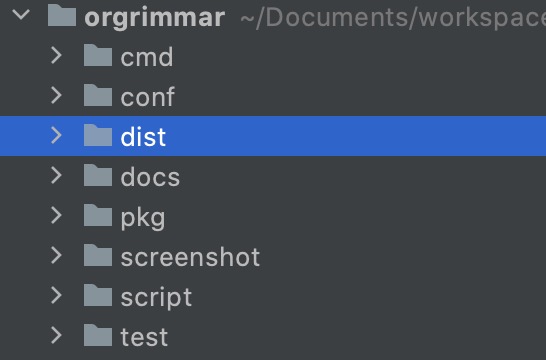 orgrimmar ~/Documents/workspace
cmd
conf
dist
docs
pkg
screenshot
script
test